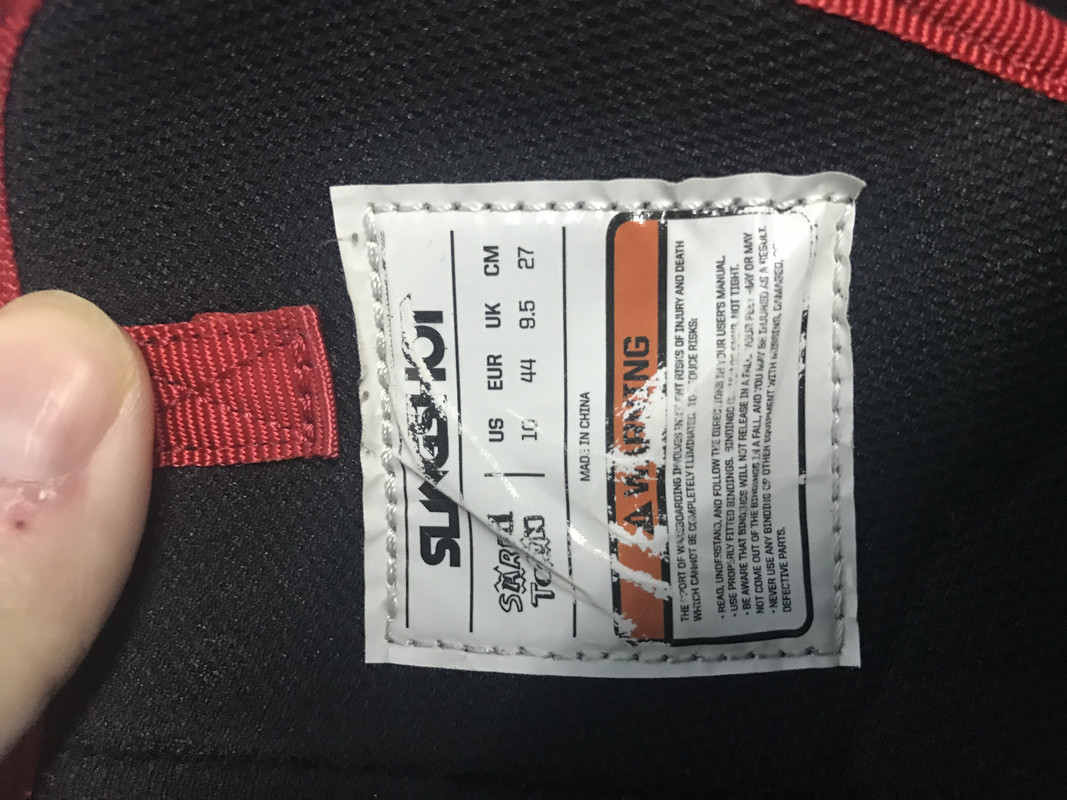 SLINGSHOT
SHRED
TOWN
US EUR UK CM
10 44 9.5 27
MADE IN CHINA
WARNING
THE SPORT OF WAKEBOARDING INVOLVES INHERENT RISKS OF INJURY AND DEATH
WHICH CANNOT BE COMPLETELY ELIMINATED. TO REDUCE RISKS:
• READ, UNDERSTAND, AND FOLLOW THE DIRECTIONS IN YOUR USER'S MANUAL.
• USE PROPERLY FITTED BINDINGS. BINDINGS SNUG, NOT TIGHT.
• BE AWARE THAT BINDINGS WILL NOT RELEASE IN A FALL. YOUR FEET MAY OR MAY
NOT COME OUT OF THE BINDINGS IN A FALL, AND YOU MAY BE INJURED AS A RESULT.
• NEVER USE ANY BINDING OR OTHER EQUIPMENT WITH MISSING, DAMAGED, OR
DEFECTIVE PARTS.